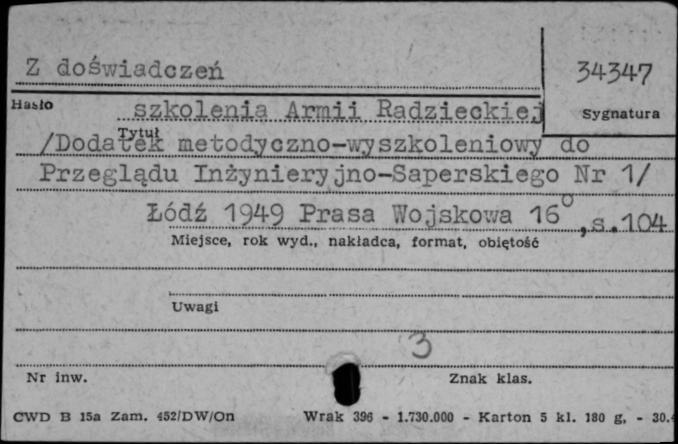 Z doświadczeń
34347
Hasło
szkolenia Armii Radzieckiej
Sygnatura
Tytuł
/Dodatek metodyczno-wyszkoleniowy do
Przeglądu Inżynieryjno-Saperskiego Nr 1/
Łódź 1949 Prasa Wojskowa 16°, s. 104
Miejsce, rok wyd., nakładca, format, obiętość
Uwagi
3
Nr inw.
Znak klas.
CWD B 15a Zam. 452/DW/On Wrak 396 - 1.730.000 - Karton 5 kl. 180 g, - 30.